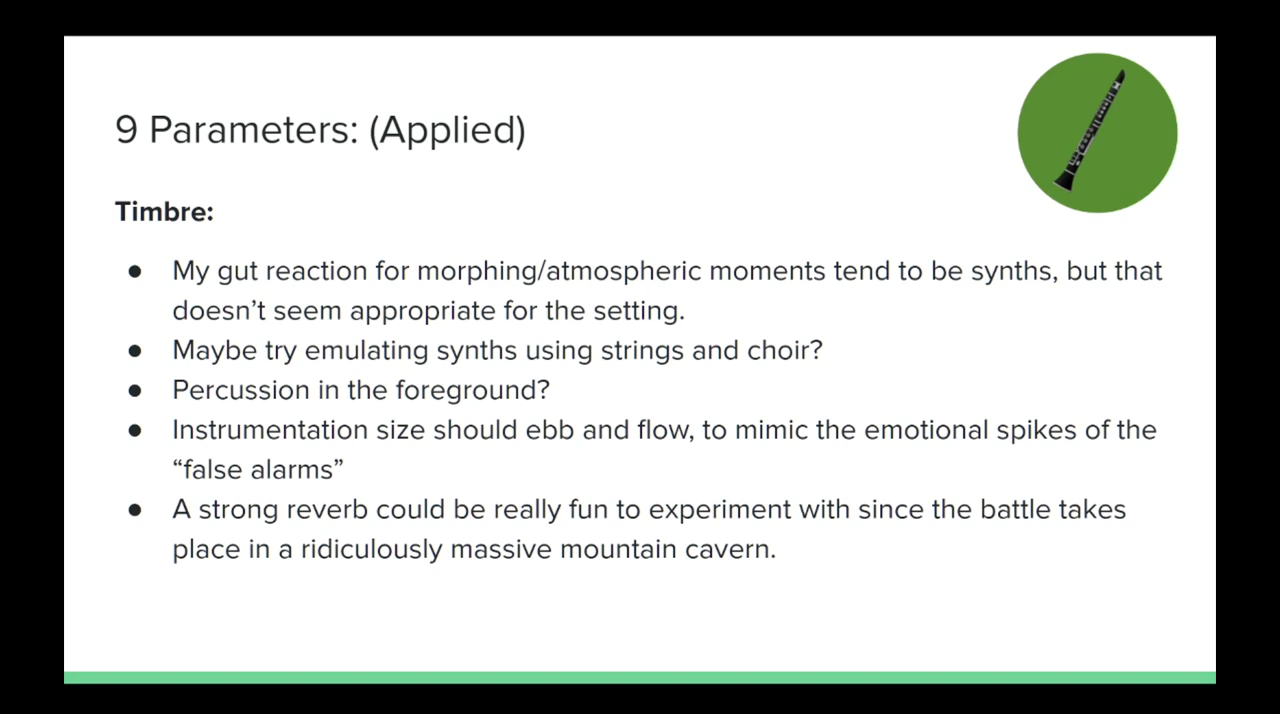 9 Parameters: (Applied)
Timbre:
● My gut reaction for morphing/atmospheric moments tend to be synths, but that
doesn’t seem appropriate for the setting.
● Maybe try emulating synths using strings and choir?
● Percussion in the foreground?
● Instrumentation size should ebb and flow, to mimic the emotional spikes of the
“false alarms”
● A strong reverb could be really fun to experiment with since the battle takes
place in a ridiculously massive mountain cavern.